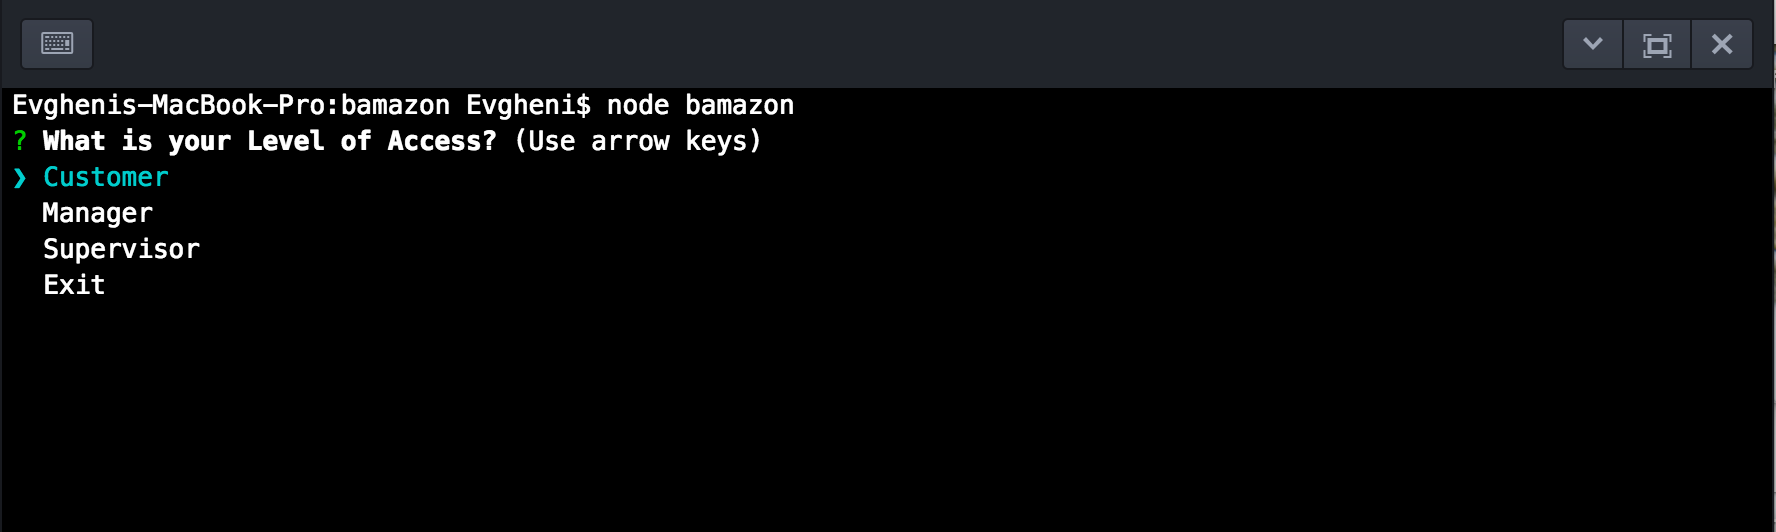 Evghenis-MacBook-Pro:bamazon Evgheni$ node bamazon
? What is your Level of Access? (Use arrow keys)
❯ Customer
Manager
Supervisor
Exit